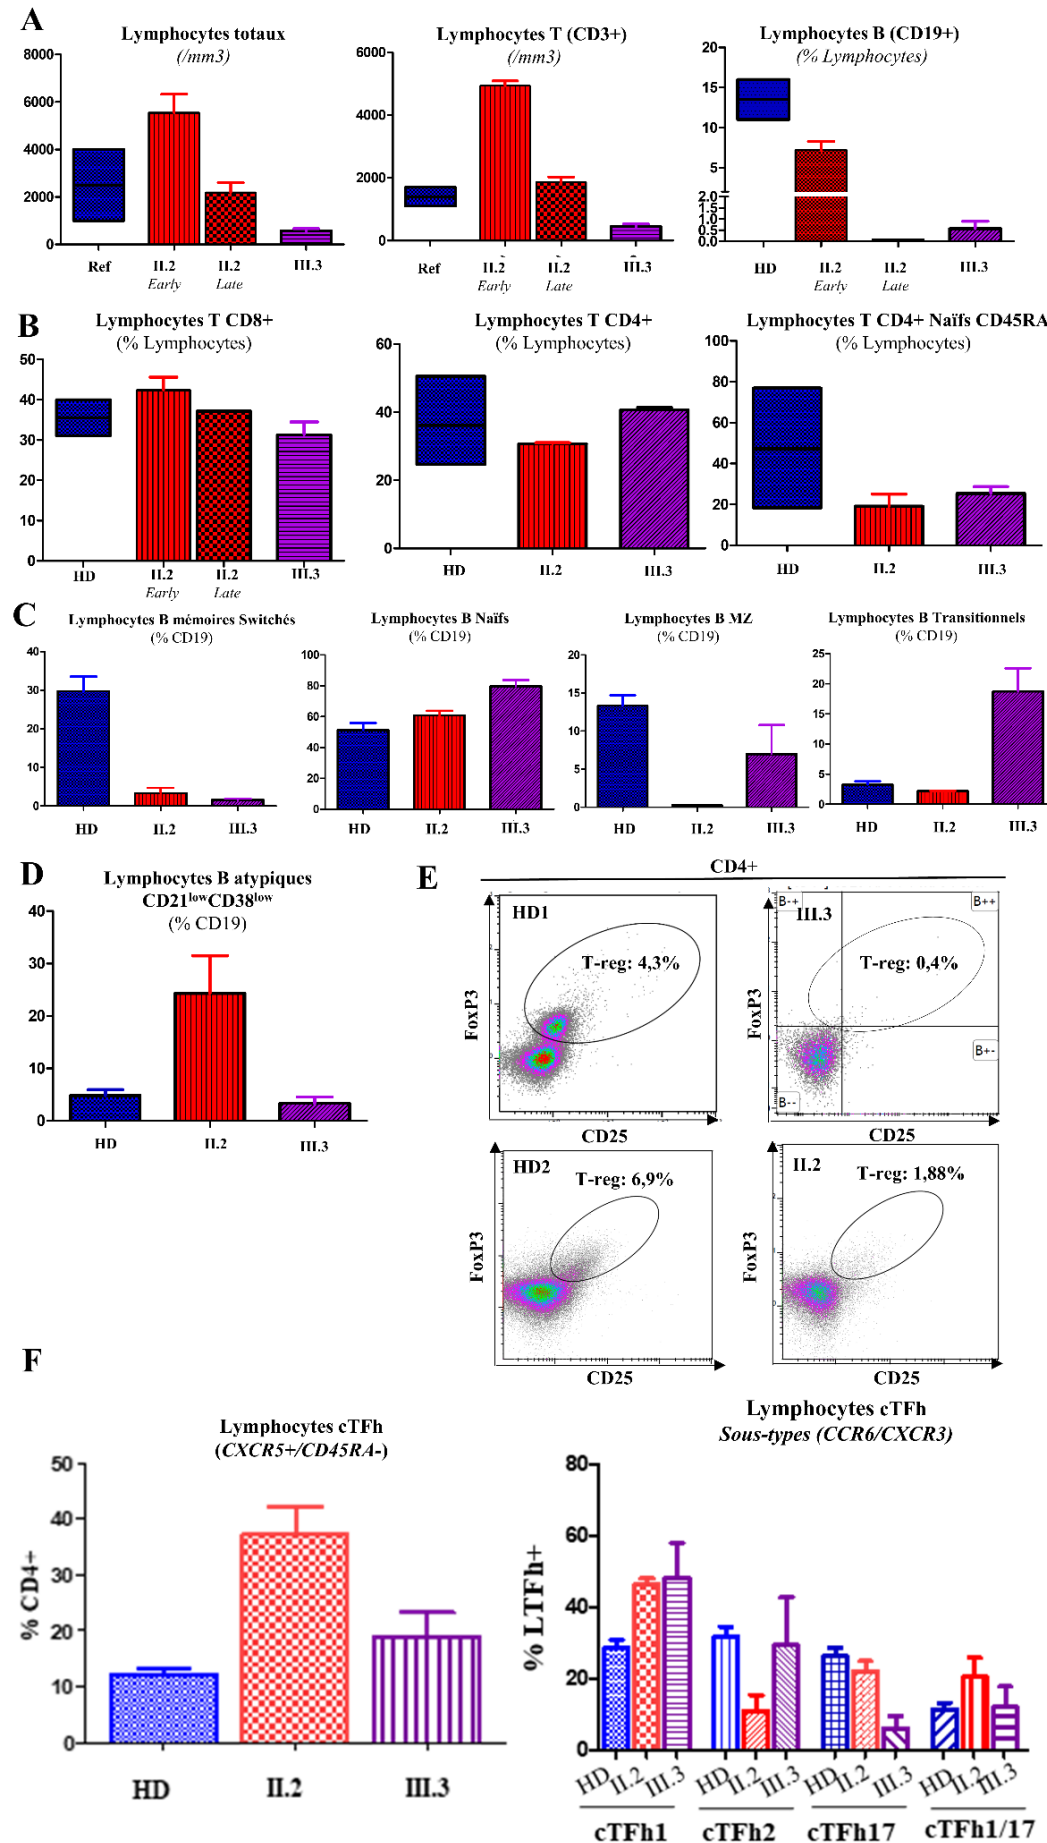 A
Lymphocytes totaux
(/mm3)
8000
6000
4000
2000
0
Ref
II.2
Early
II.2
Late
III.3
Lymphocytes T (CD3+)
(/mm3)
6000
4000
2000
0
Ref
II.2
Early
II.2
Late
III.3
Lymphocytes B (CD19+)
(% Lymphocytes)
20
15
10
5
2.0
1.5
1.0
0.5
0.0
HD
II.2
Early
II.2
Late
III.3
B
Lymphocytes T CD8+
(% Lymphocytes)
50
40
30
20
10
0
HD
II.2
Early
II.2
Late
III.3
Lymphocytes T CD4+
(% Lymphocytes)
60
40
20
0
HD
II.2
III.3
Lymphocytes T CD4+ Naïfs CD45RA
(% Lymphocytes)
100
80
60
40
20
0
HD
II.2
III.3
C
Lymphocytes B mémoires Switchés
(% CD19)
40
30
20
10
0
HD
II.2
III.3
Lymphocytes B Naïfs
(% CD19)
100
80
60
40
20
0
HD
II.2
III.3
Lymphocytes B MZ
(% CD19)
20
15
10
5
0
HD
II.2
III.3
Lymphocytes B Transitionnels
(% CD19)
25
20
15
10
5
0
HD
II.2
III.3
D
Lymphocytes B atypiques
CD21lowCD38low
(% CD19)
40
30
20
10
0
HD
II.2
III.3
E
CD4+
HD1
T-reg: 4,3%
FoxP3
CD25
B-+
B++
III.3
T-reg: 0,4%
B--
B+-
FoxP3
CD25
HD2
T-reg: 6,9%
FoxP3
CD25
II.2
T-reg: 1,88%
FoxP3
CD25
F
Lymphocytes cTFh
(CXCR5+/CD45RA-)
% CD4+
50
40
30
20
10
0
HD
II.2
III.3
Lymphocytes cTFh
Sous-types (CCR6/CXCR3)
% LTFh+
80
60
40
20
0
HD II.2 III.3 HD II.2 III.3 HD II.2 III.3 HD II.2 III.3
cTFh1 cTFh2 cTFh17 cTFh1/17